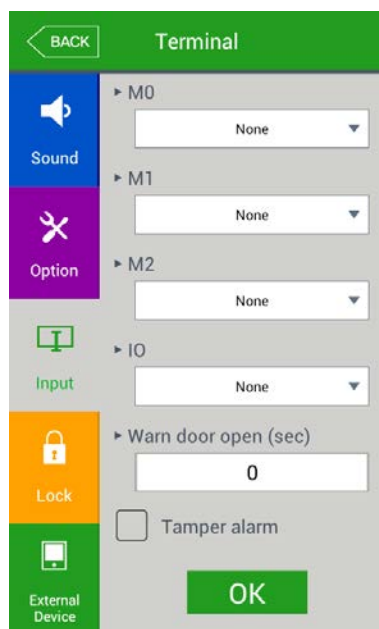 BACK
Terminal
Sound
Option
Input
Lock
External
Device
▸ M0
None
▸ M1
None
▸ M2
None
▸ IO
None
▸ Warn door open (sec)
0
Tamper alarm
OK